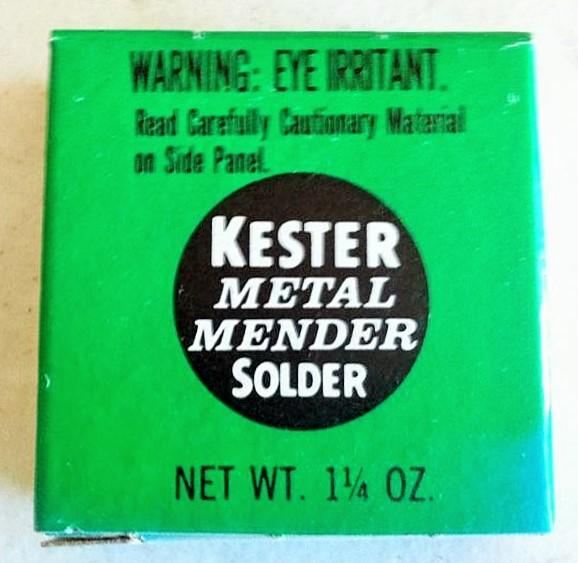 WARNING: EYE IRRITANT.
Read Carefully Cautionary Material
on Side Panel.
KESTER
METAL
MENDER
SOLDER
NET WT. 1¼ OZ.